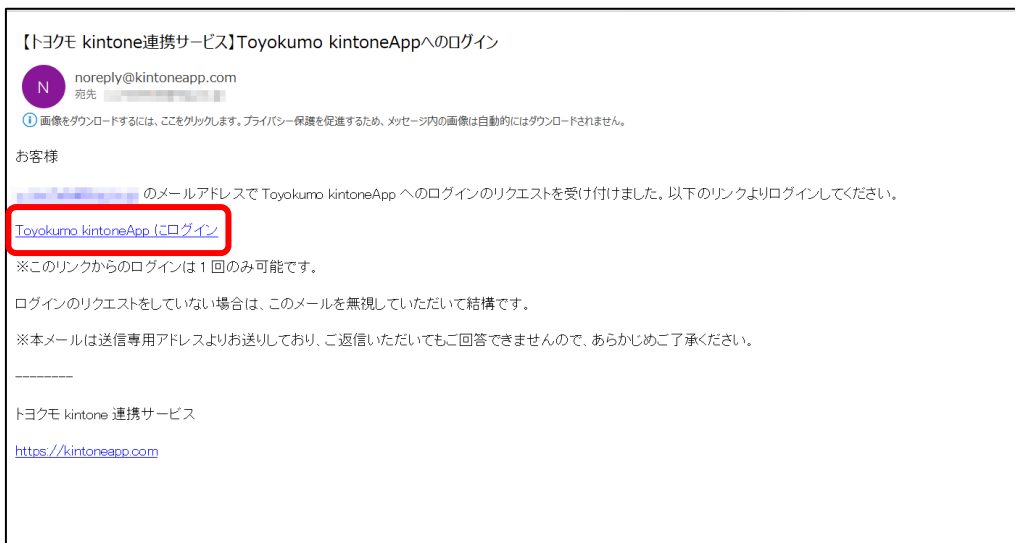 【トヨクモ kintone連携サービス】Toyokumo kintoneAppへのログイン
N
noreply@kintoneapp.com
宛先
画像をダウンロードするには、ここをクリックします。プライバシー保護を促進するため、メッセージ内の画像は自動的にはダウンロードされません。
お客様
のメールアドレスで Toyokumo kintoneApp へのログインのリクエストを受け付けました。以下のリンクよりログインしてください。
Toyokumo kintoneApp にログイン
※このリンクからのログインは 1 回のみ可能です。
ログインのリクエストをしていない場合は、このメールを無視していただいて結構です。
※本メールは送信専用アドレスよりお送りしており、ご返信いただいてもご回答できませんので、あらかじめご了承ください。
--------
トヨクモ kintone 連携サービス
https://kintoneapp.com